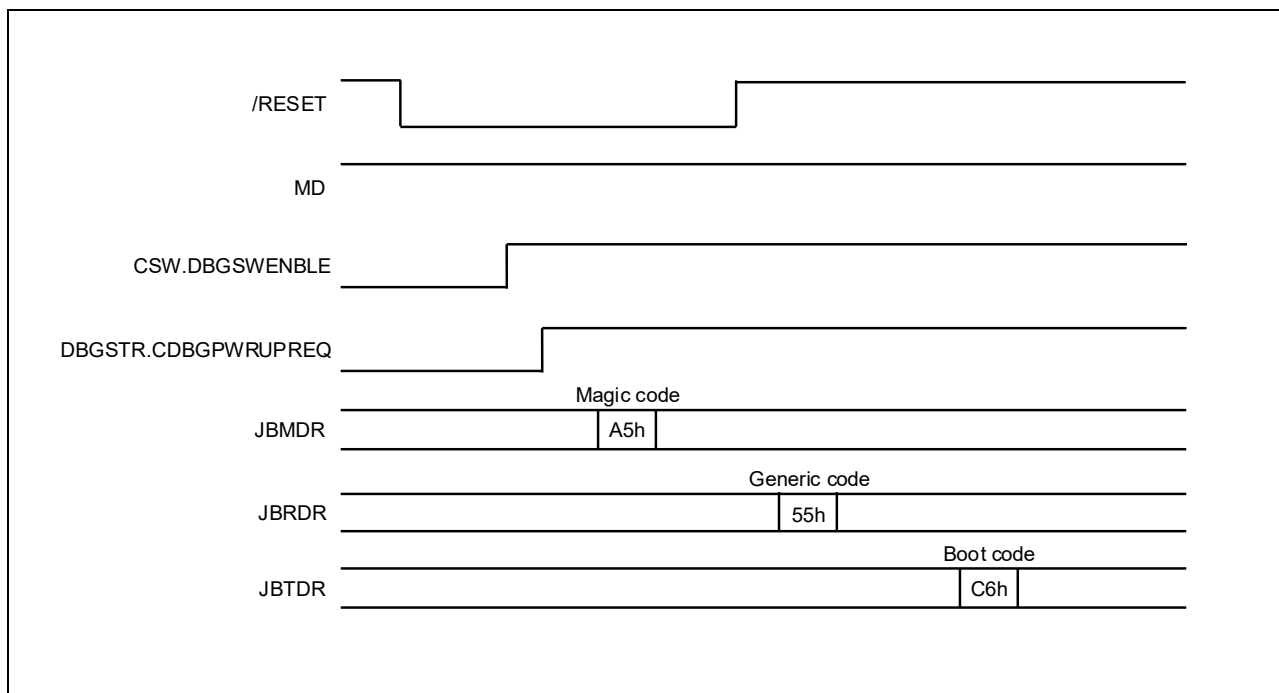 /RESET
MD
CSW.DBGSWENBLE
DBGSTR.CDBGPWRUPREQ
Magic code
JBMDR
A5h
Generic code
JBRDR
55h
Boot code
JBTDR
C6h